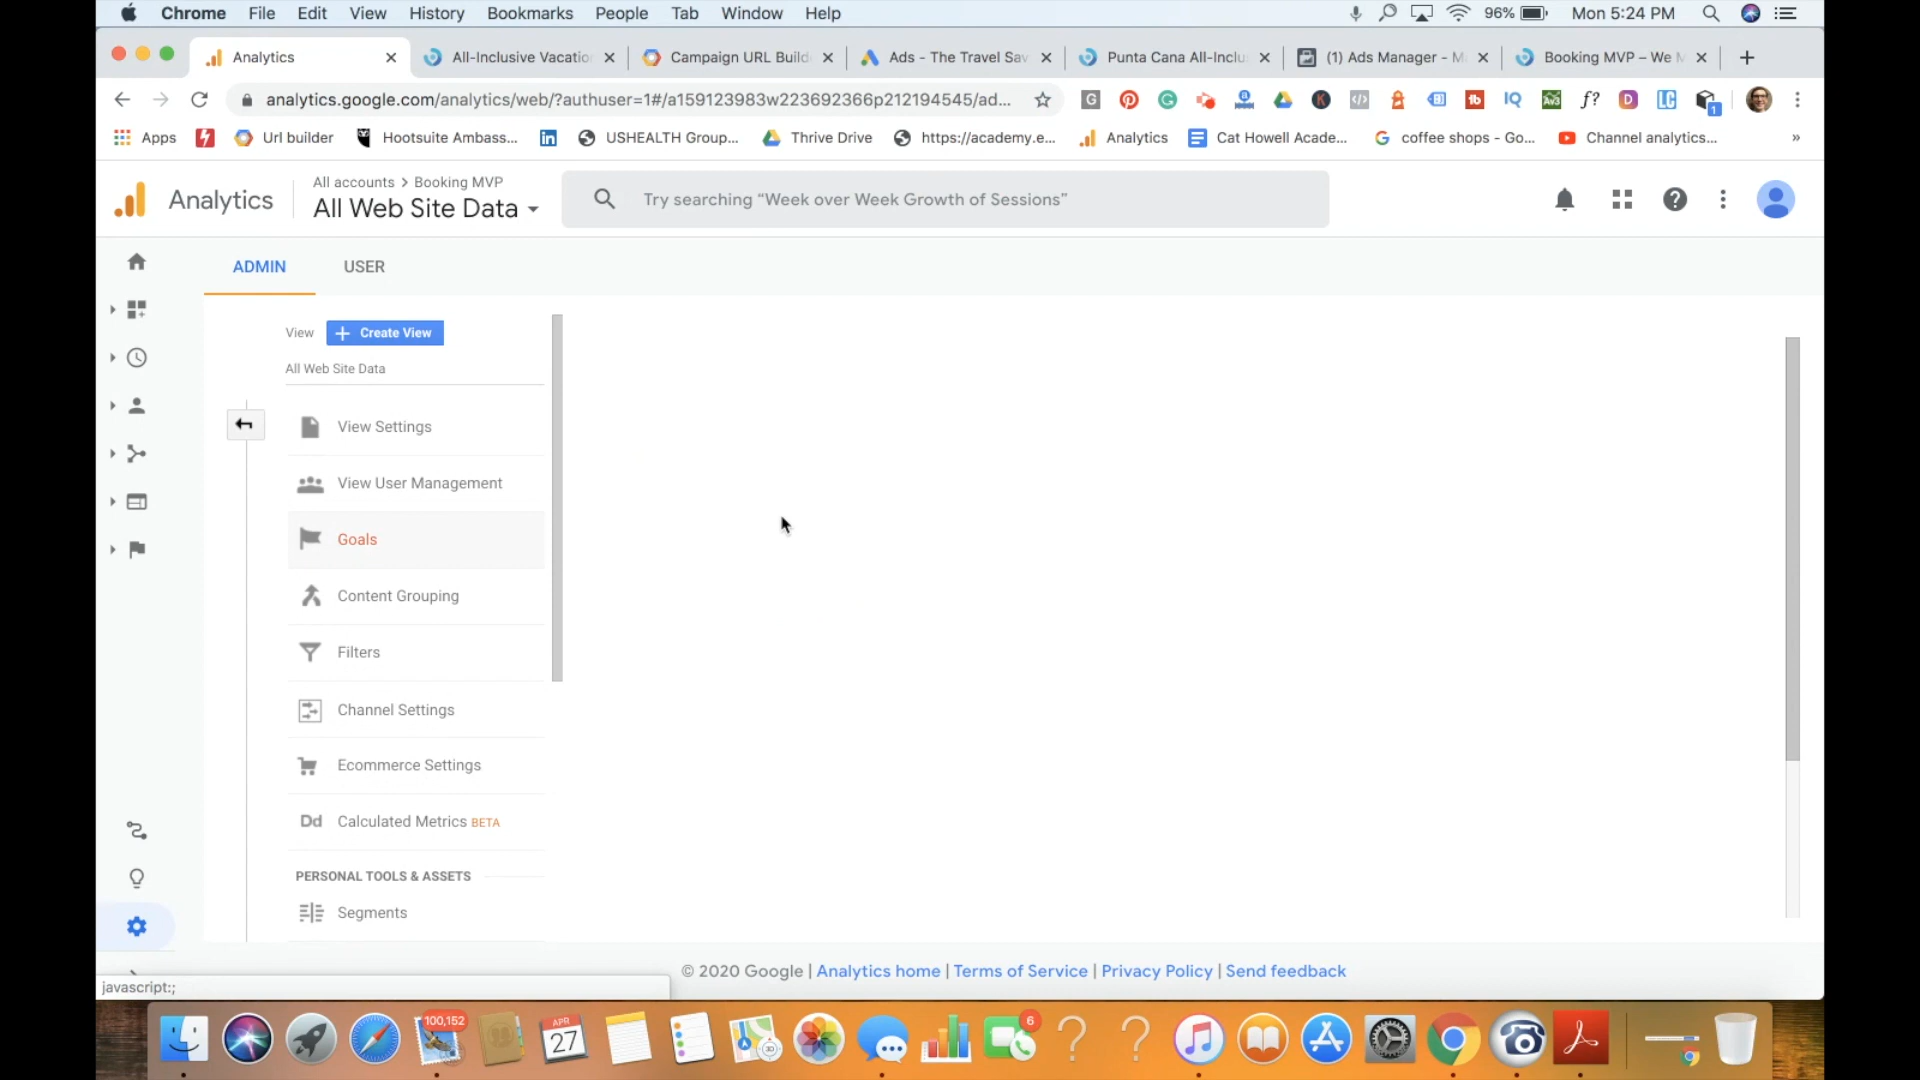 Chrome File Edit View History Bookmarks People Tab Window Help 96% Mon 5:24 PM
Analytics All-Inclusive Vacatio Campaign URL Build Ads - The Travel Sav Punta Cana All-Inclu (1) Ads Manager - M Booking MVP – We M
analytics.google.com/analytics/web/?authuser=1#/a159123983w223692366p212194545/ad...
Apps Url builder Hootsuite Ambass... USHEALTH Group... Thrive Drive https://academy.e... Analytics Cat Howell Acade... coffee shops - Go... Channel analytics... »
Analytics
All accounts > Booking MVP
All Web Site Data
Try searching “Week over Week Growth of Sessions”
ADMIN USER
View + Create View
All Web Site Data
View Settings
View User Management
Goals
Content Grouping
Filters
Channel Settings
Ecommerce Settings
Dd Calculated Metrics BETA
PERSONAL TOOLS & ASSETS
Segments
© 2020 Google | Analytics home | Terms of Service | Privacy Policy | Send feedback
javascript:;
100,152
APR
27
6